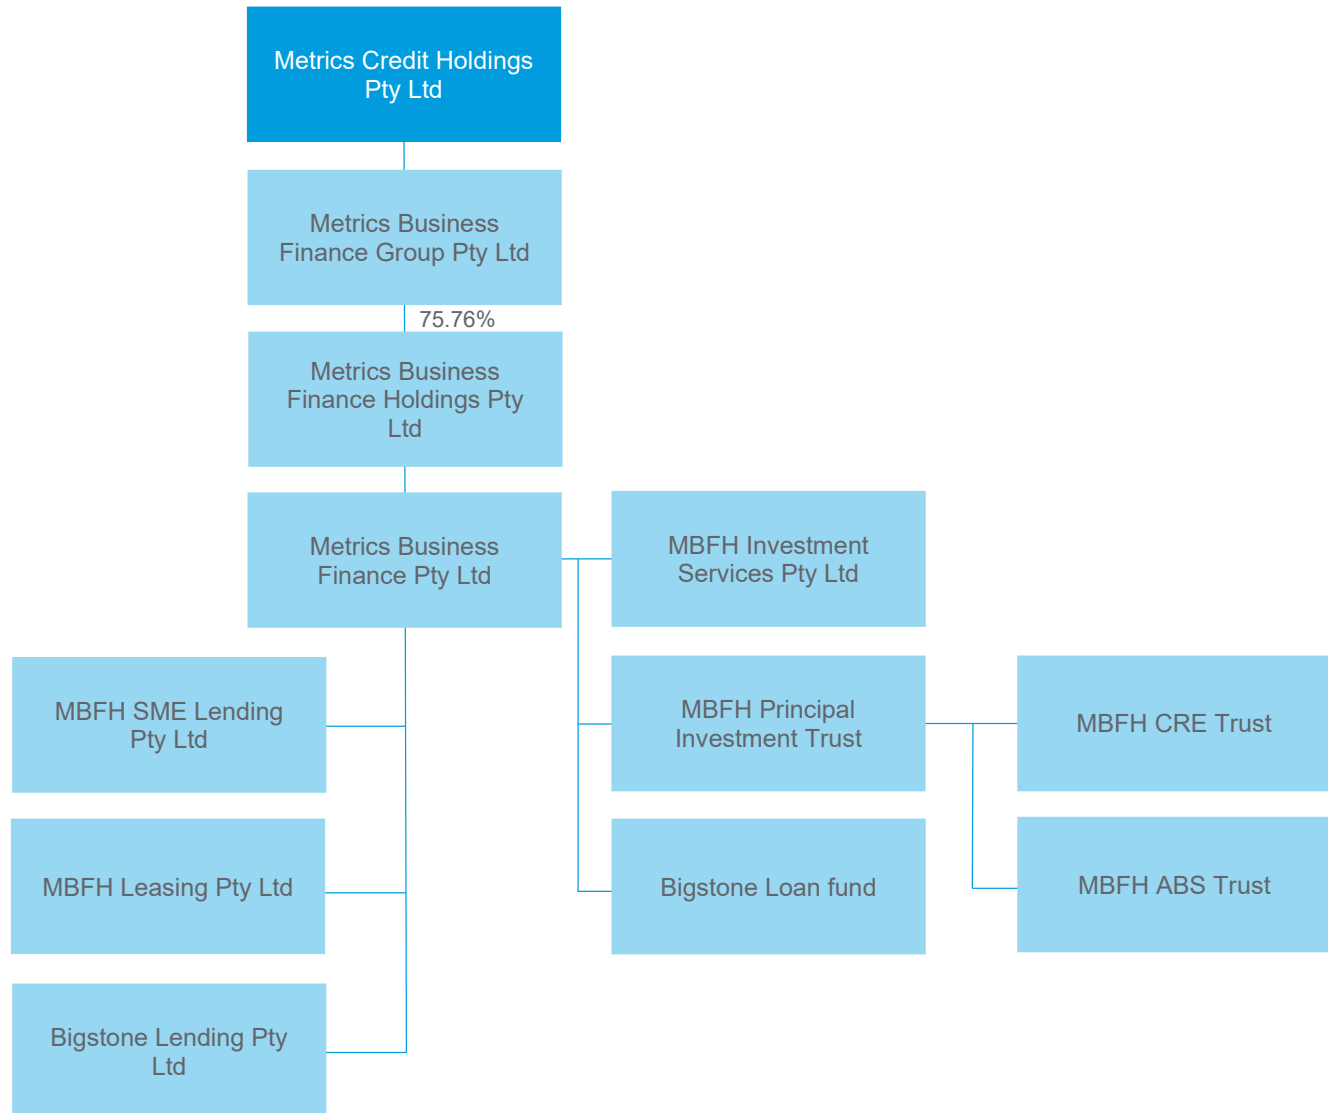 Metrics Credit Holdings
Pty Ltd
Metrics Business
Finance Group Pty Ltd
75.76%
Metrics Business
Finance Holdings Pty
Ltd
Metrics Business
Finance Pty Ltd
MBFH Investment
Services Pty Ltd
MBFH SME Lending
Pty Ltd
MBFH Principal
Investment Trust
MBFH CRE Trust
MBFH Leasing Pty Ltd
Bigstone Loan fund
MBFH ABS Trust
Bigstone Lending Pty
Ltd